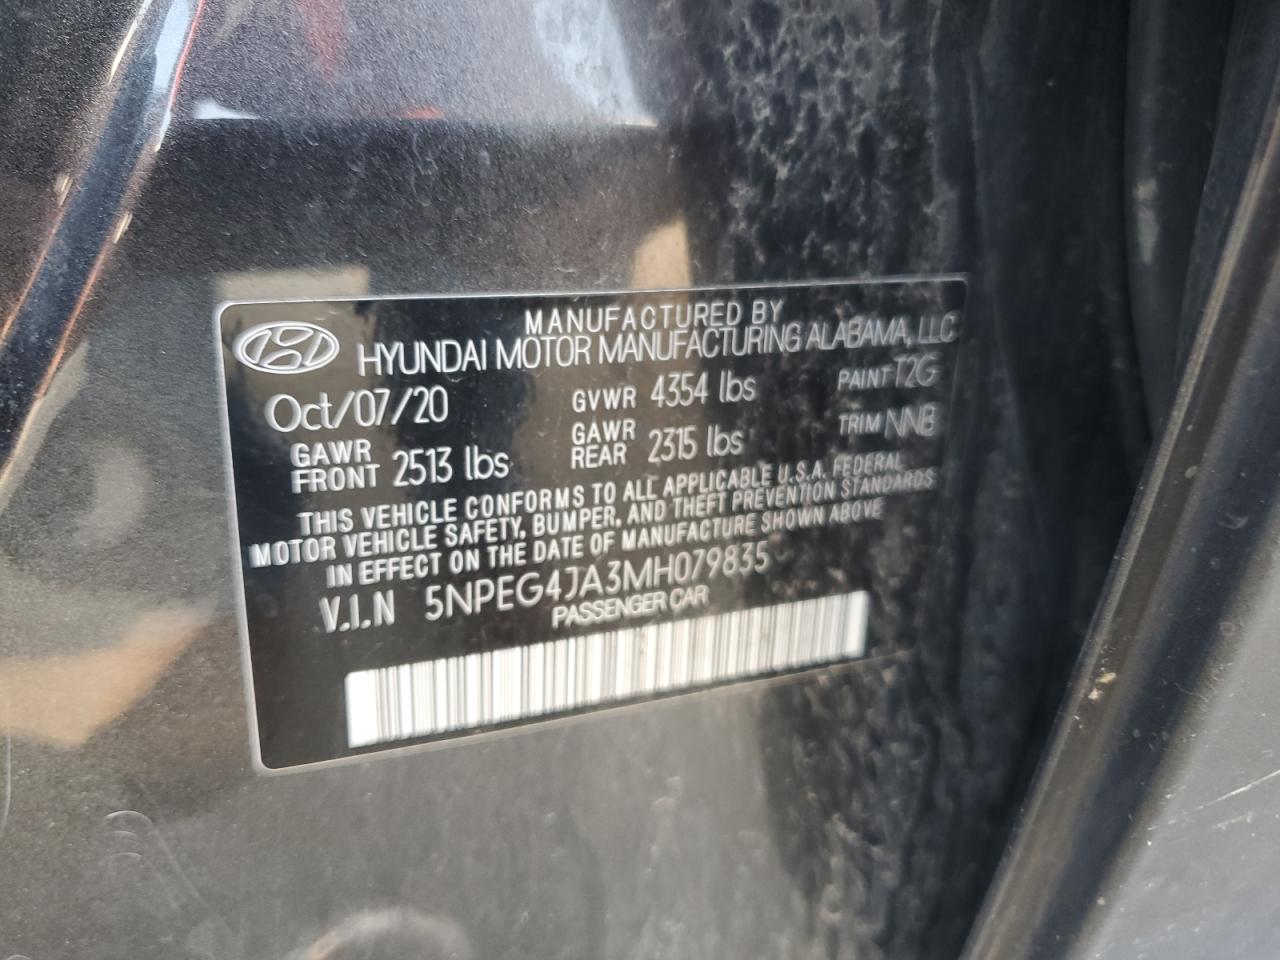 MANUFACTURED BY
HYUNDAI MOTOR MANUFACTURING ALABAMA, LLC
Oct/07/20 GVWR 4354 lbs PAINT T2G
GAWR FRONT 2513 lbs GAWR REAR 2315 lbs TRIM NNB
THIS VEHICLE CONFORMS TO ALL APPLICABLE U.S.A. FEDERAL
MOTOR VEHICLE SAFETY, BUMPER, AND THEFT PREVENTION STANDARDS
IN EFFECT ON THE DATE OF MANUFACTURE SHOWN ABOVE
V.I.N 5NPEG4JA3MH079835
PASSENGER CAR